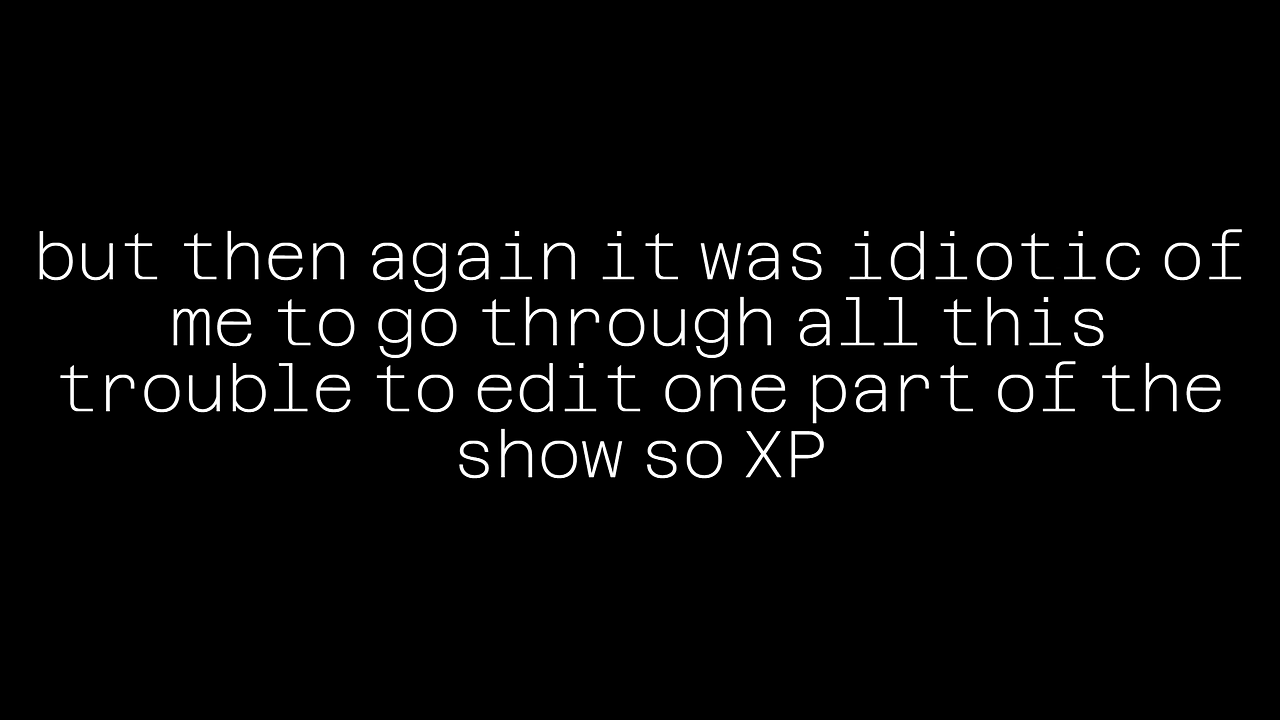 but then again it was idiotic of
me to go through all this
trouble to edit one part of the
show so XP